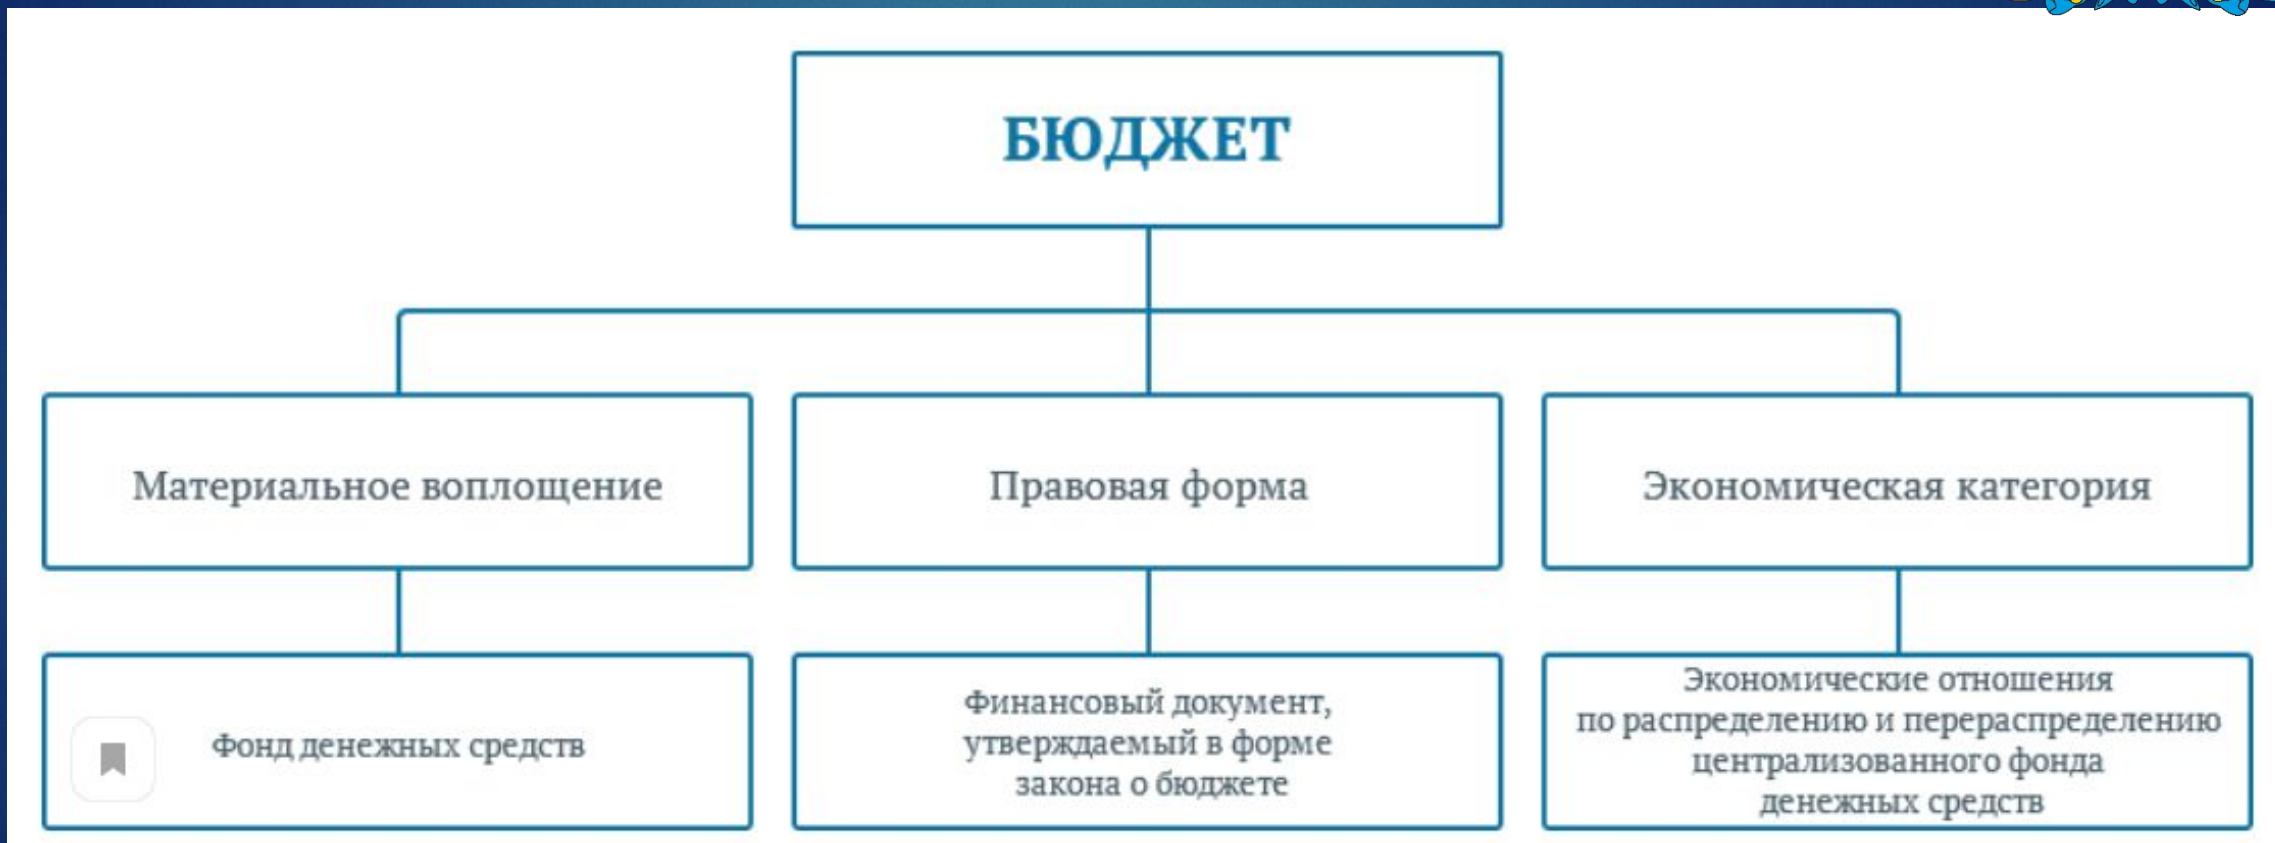 БЮДЖЕТ
Материальное воплощение
Правовая форма
Экономическая категория
Фонд денежных средств
Финансовый документ,
утверждаемый в форме
закона о бюджете
Экономические отношения
по распределению и перераспределению
централизованного фонда
денежных средств